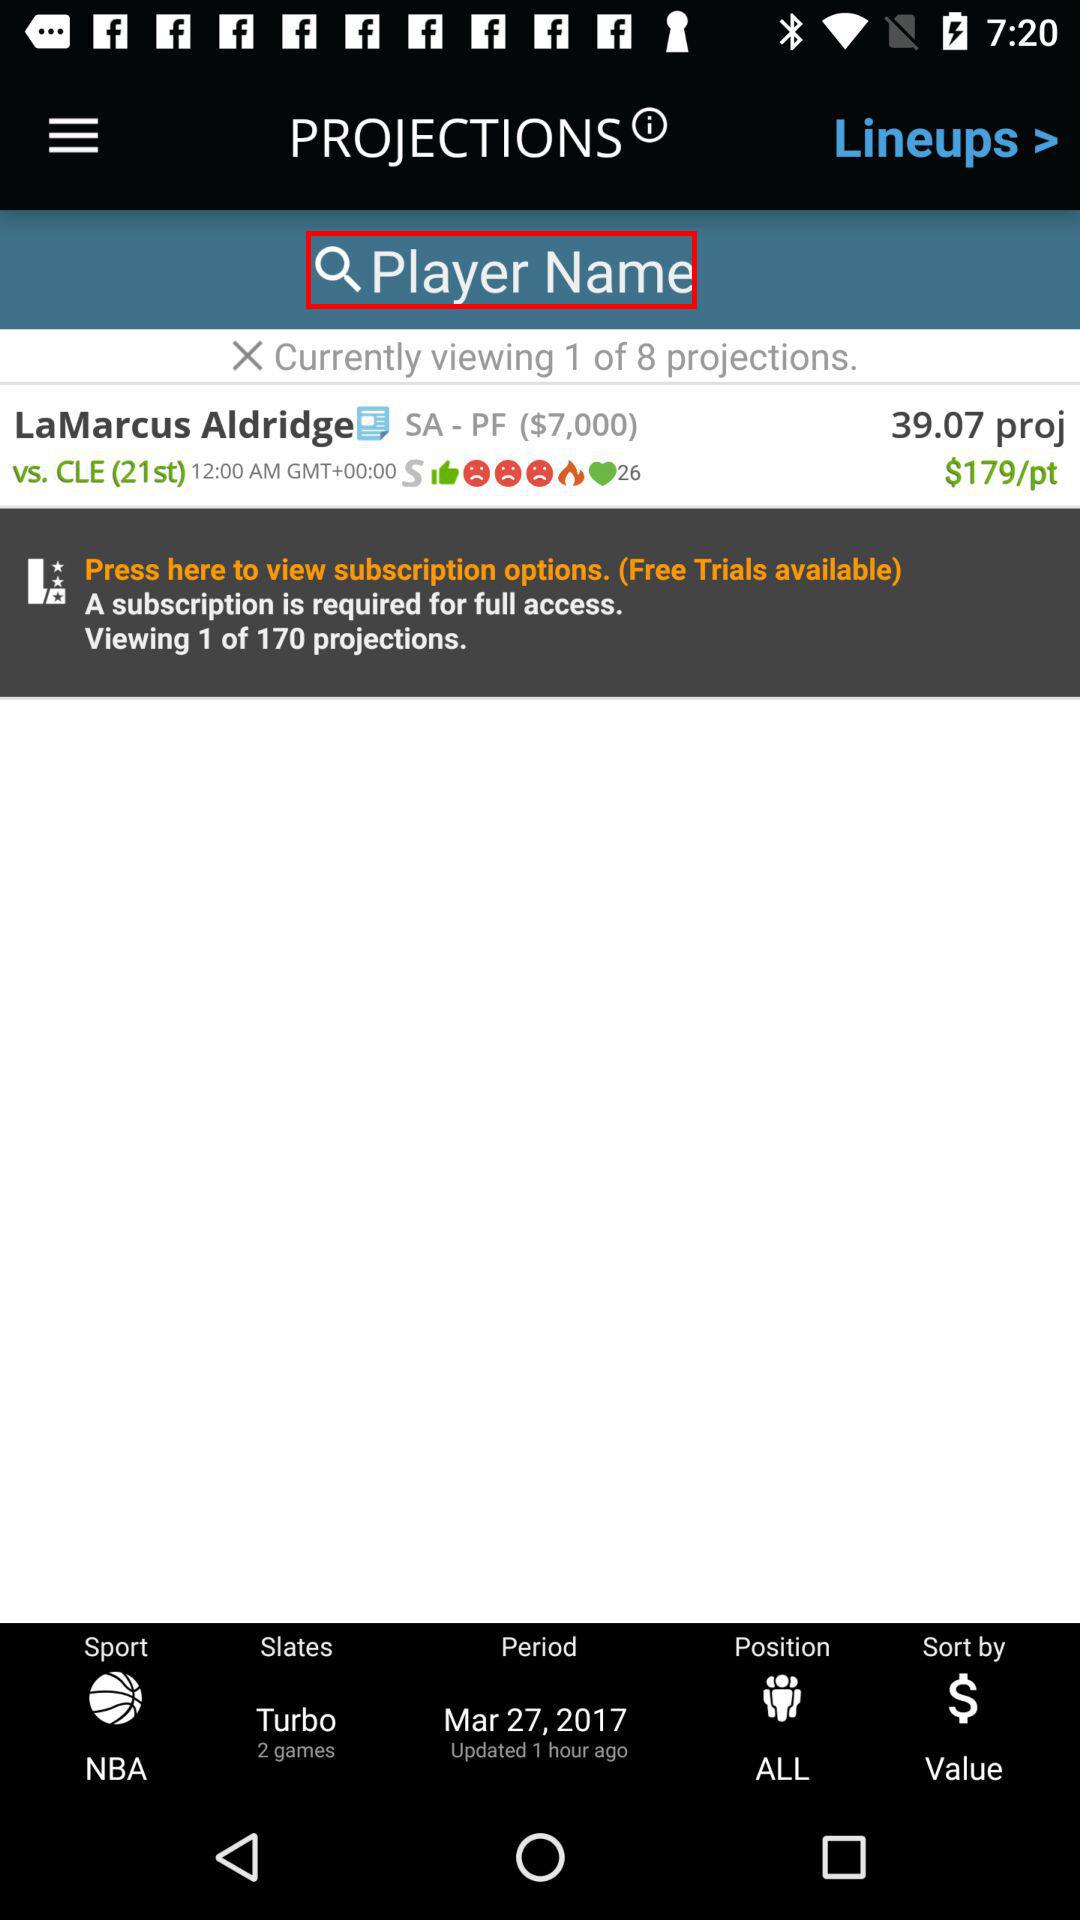 7:20
PROJECTIONS
Lineups >
Player Name
Currently viewing 1 of 8 projections.
LaMarcus Aldridge SA - PF ($7,000) 39.07 proj
vs. CLE (21st) 12:00 AM GMT+00:00 S 26 $179/pt
Press here to view subscription options. (Free Trials available)
A subscription is required for full access.
Viewing 1 of 170 projections.
Sport Slates Period Position Sort by
Turbo Mar 27, 2017
2 games Updated 1 hour ago
NBA ALL Value